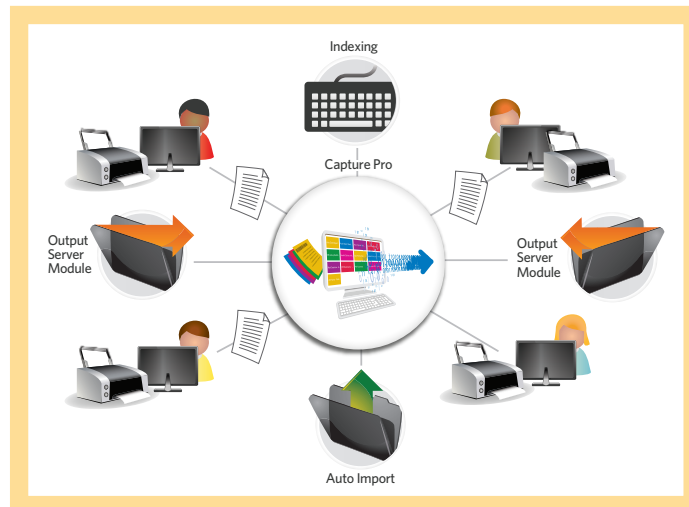 Indexing
Capture Pro
Output
Server
Module
Output
Server
Module
Auto Import